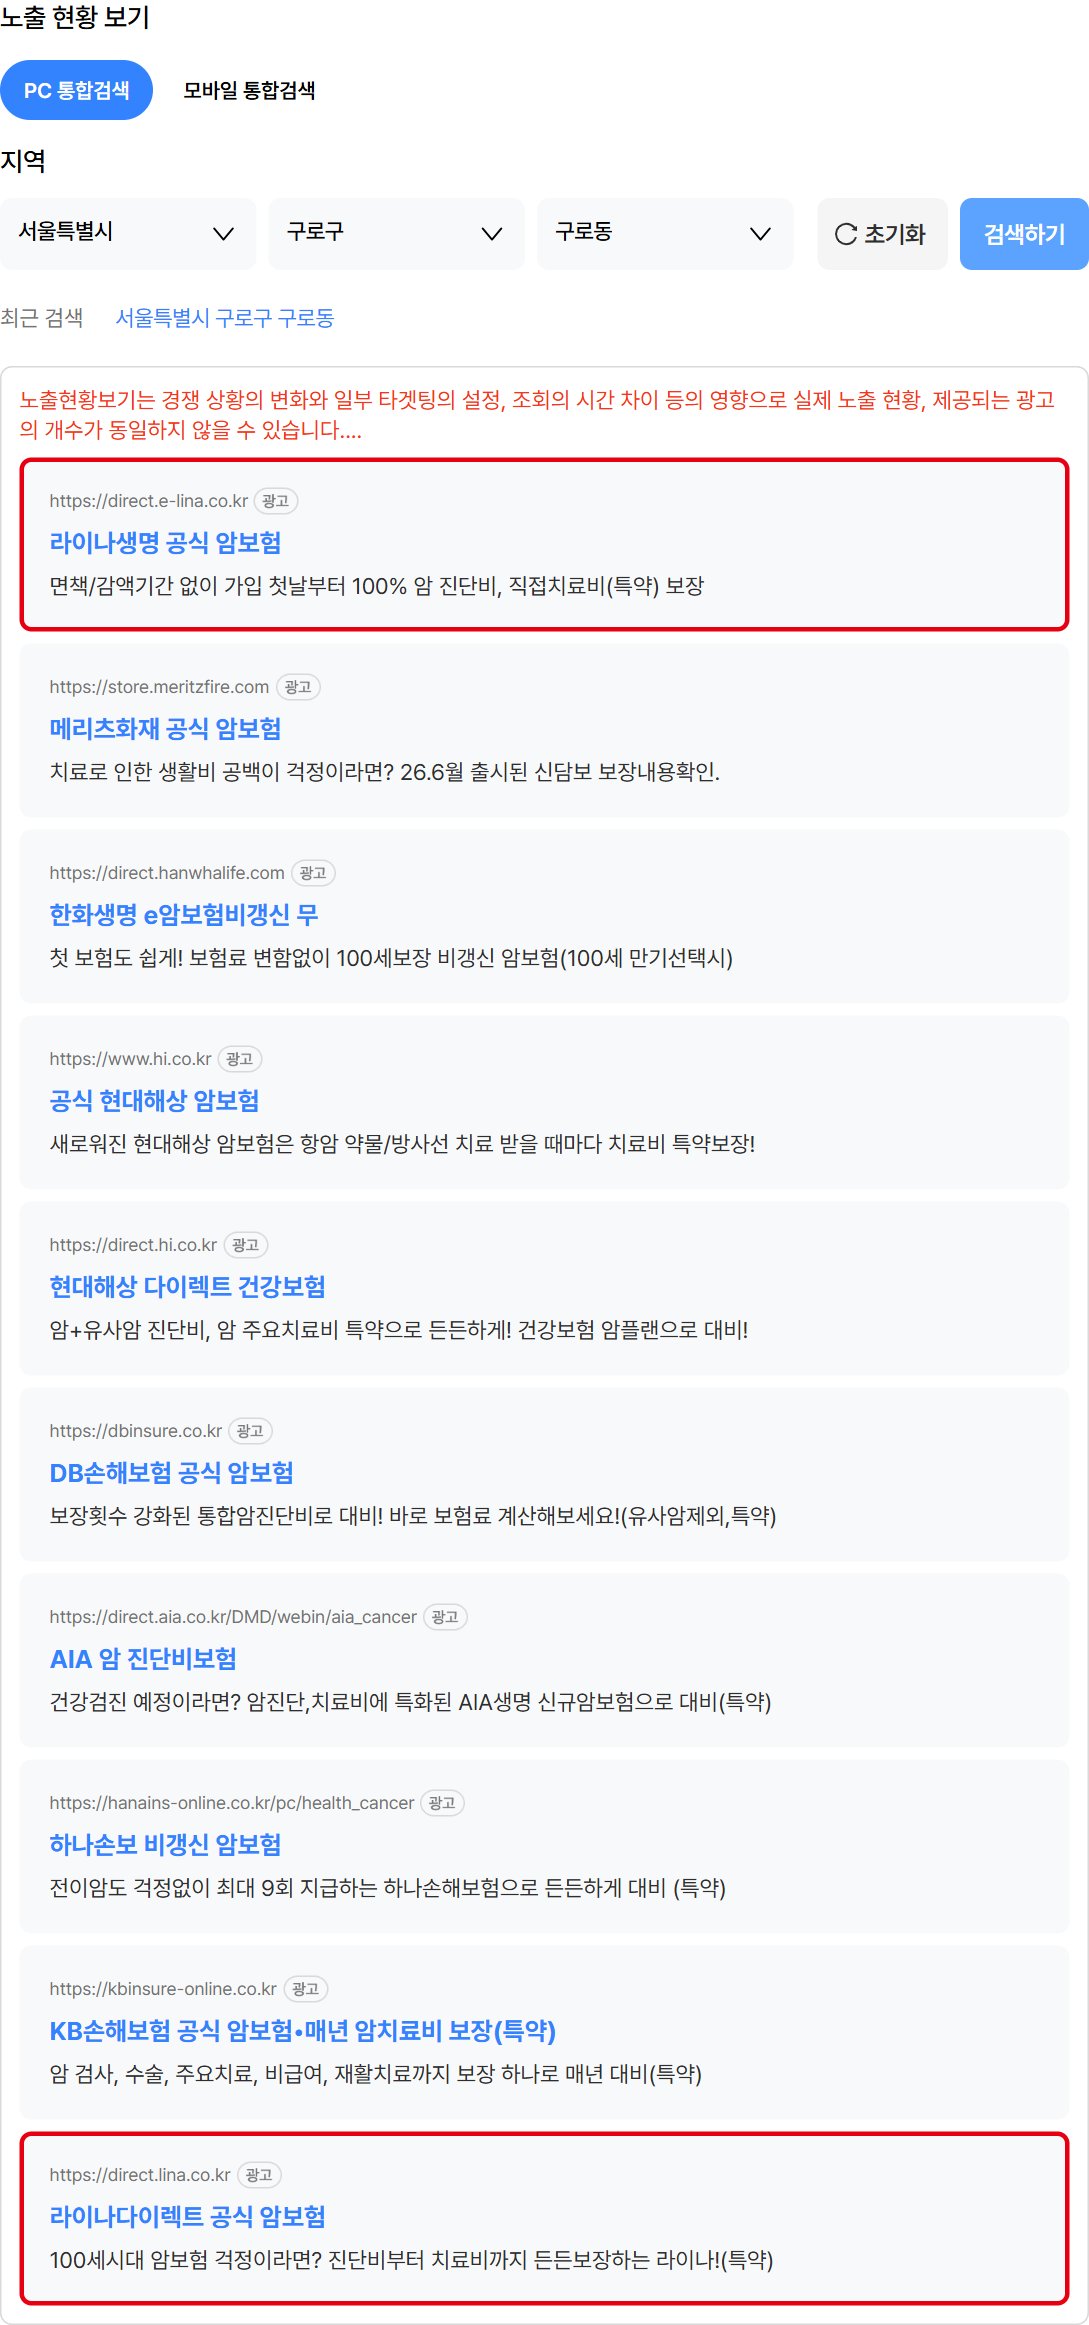 노출 현황 보기
PC 통합검색
모바일 통합검색
지역
서울특별시
구로구
구로동
초기화
검색하기
최근 검색
서울특별시 구로구 구로동
노출현황보기는 경쟁 상황의 변화와 일부 타겟팅의 설정, 조회의 시간 차이 등의 영향으로 실제 노출 현황, 제공되는 광고
의 개수가 동일하지 않을 수 있습니다....
https://direct.e-lina.co.kr 광고
라이나생명 공식 암보험
면책/감액기간 없이 가입 첫날부터 100% 암 진단비, 직접치료비(특약) 보장
https://store.meritzfire.com 광고
메리츠화재 공식 암보험
치료로 인한 생활비 공백이 걱정이라면? 26.6월 출시된 신담보 보장내용확인.
https://direct.hanwhalife.com 광고
한화생명 e암보험비갱신 무
첫 보험도 쉽게! 보험료 변함없이 100세보장 비갱신 암보험(100세 만기선택시)
https://www.hi.co.kr 광고
공식 현대해상 암보험
새로워진 현대해상 암보험은 항암 약물/방사선 치료 받을 때마다 치료비 특약보장!
https://direct.hi.co.kr 광고
현대해상 다이렉트 건강보험
암+유사암 진단비, 암 주요치료비 특약으로 든든하게! 건강보험 암플랜으로 대비!
https://dbinsure.co.kr 광고
DB손해보험 공식 암보험
보장횟수 강화된 통합암진단비로 대비! 바로 보험료 계산해보세요!(유사암제외,특약)
https://direct.aia.co.kr/DMD/webin/aia_cancer 광고
AIA 암 진단비보험
건강검진 예정이라면? 암진단,치료비에 특화된 AIA생명 신규암보험으로 대비(특약)
https://hanains-online.co.kr/pc/health_cancer 광고
하나손보 비갱신 암보험
전이암도 걱정없이 최대 9회 지급하는 하나손해보험으로 든든하게 대비 (특약)
https://kbinsure-online.co.kr 광고
KB손해보험 공식 암보험•매년 암치료비 보장(특약)
암 검사, 수술, 주요치료, 비급여, 재활치료까지 보장 하나로 매년 대비(특약)
https://direct.lina.co.kr 광고
라이나다이렉트 공식 암보험
100세시대 암보험 걱정이라면? 진단비부터 치료비까지 든든보장하는 라이나!(특약)